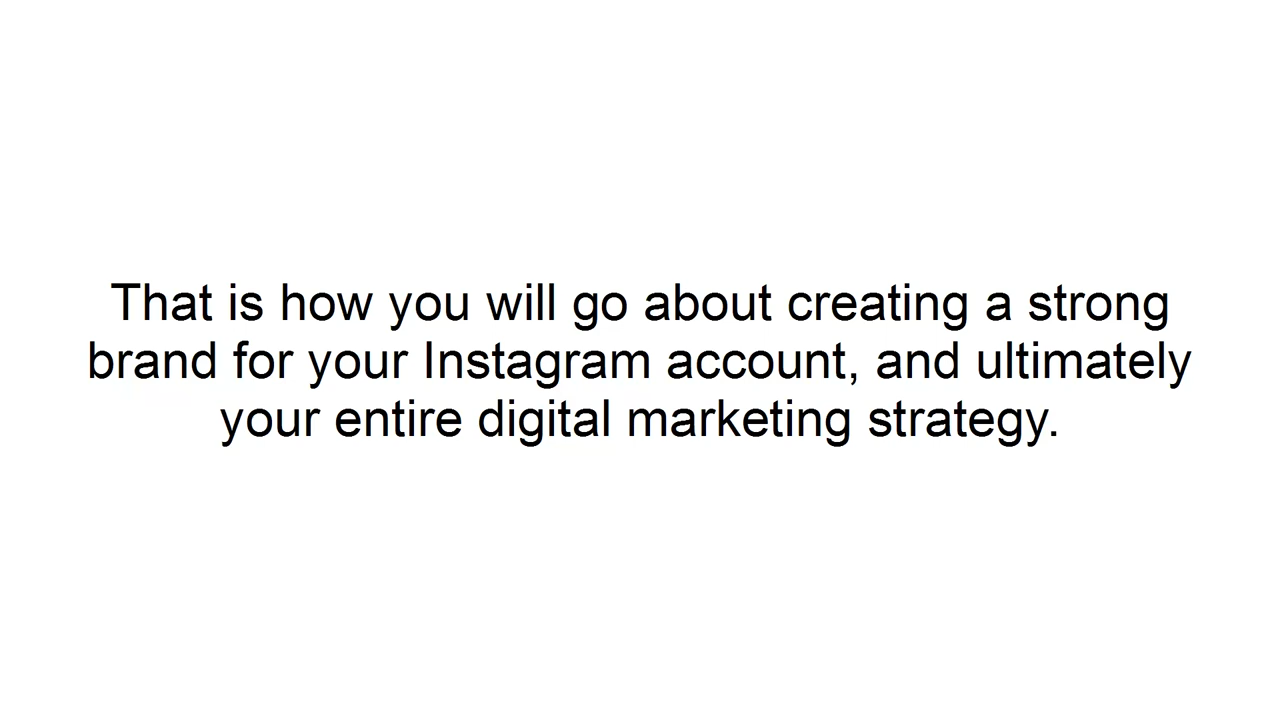 That is how you will go about creating a strong
brand for your Instagram account, and ultimately
your entire digital marketing strategy.